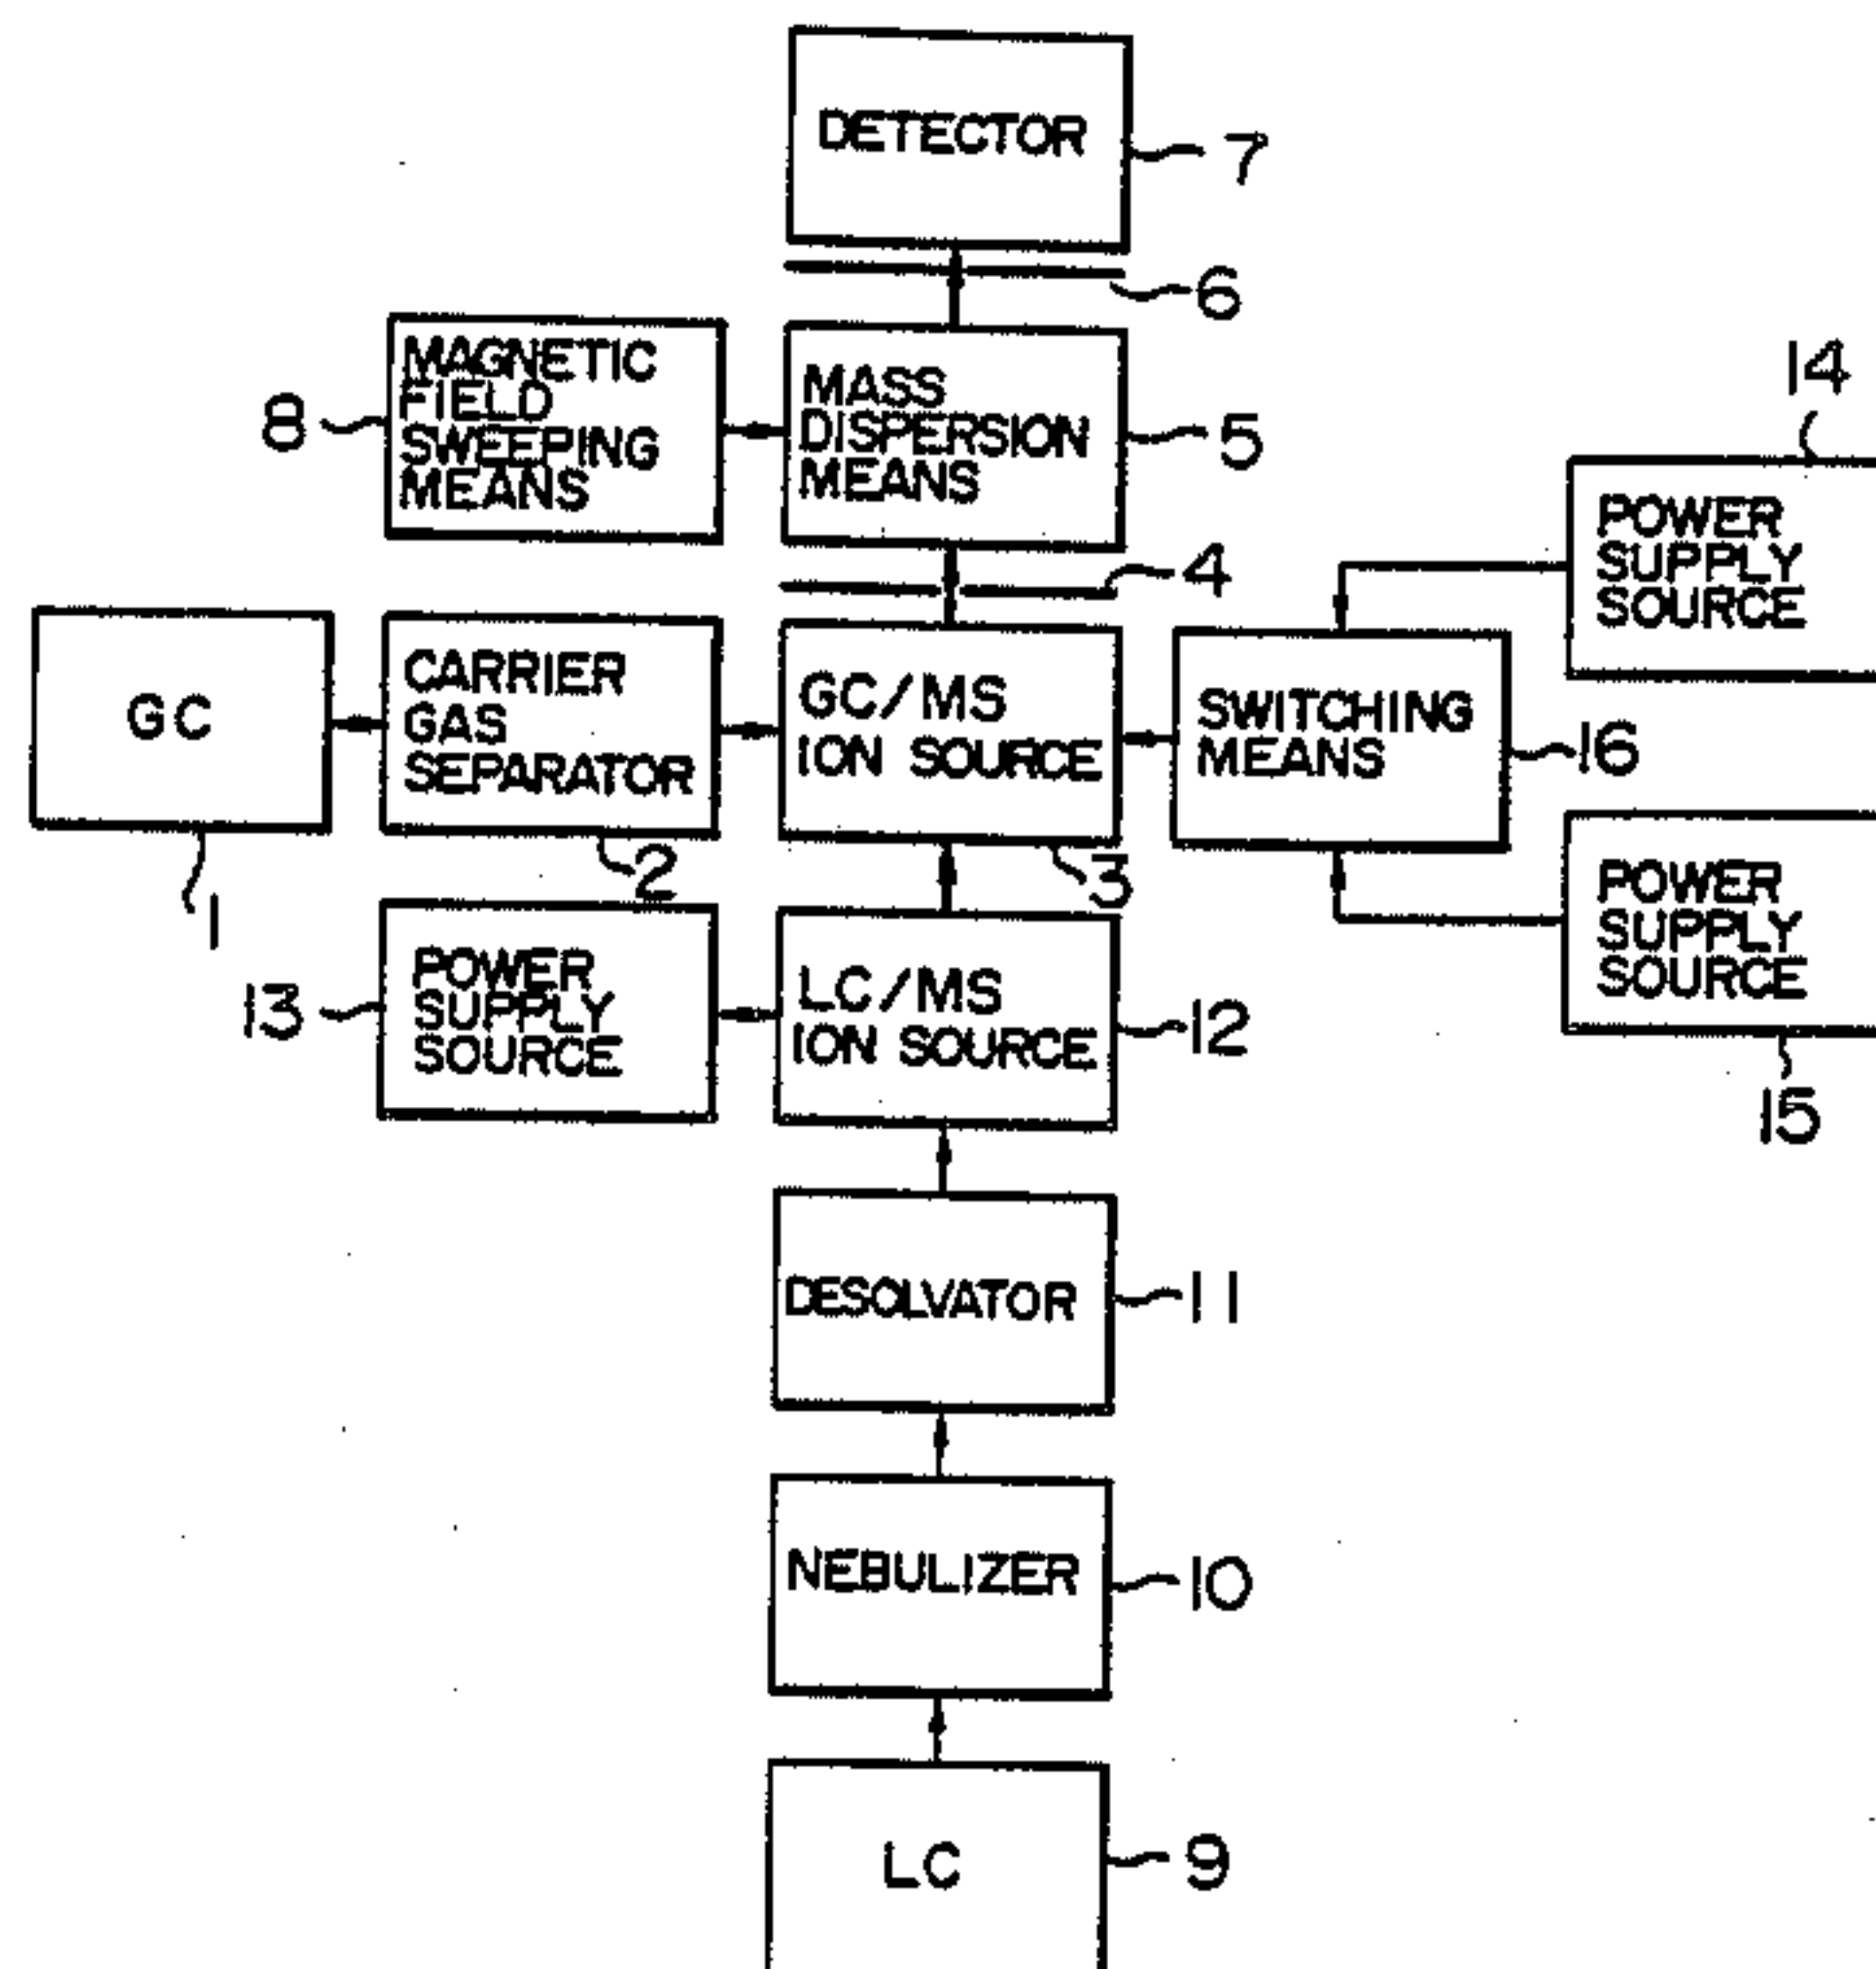 DETECTOR
7
6
MAGNETIC
FIELD
SWEEPING
MEANS
8
MASS
DISPERSION
MEANS
5
14
POWER
SUPPLY
SOURCE
4
GC
1
CARRIER
GAS
SEPARATOR
2
GC/MS
ION SOURCE
3
SWITCHING
MEANS
16
POWER
SUPPLY
SOURCE
15
13
POWER
SUPPLY
SOURCE
LC/MS
ION SOURCE
12
DESOLVATOR
11
NEBULIZER
10
LC
9